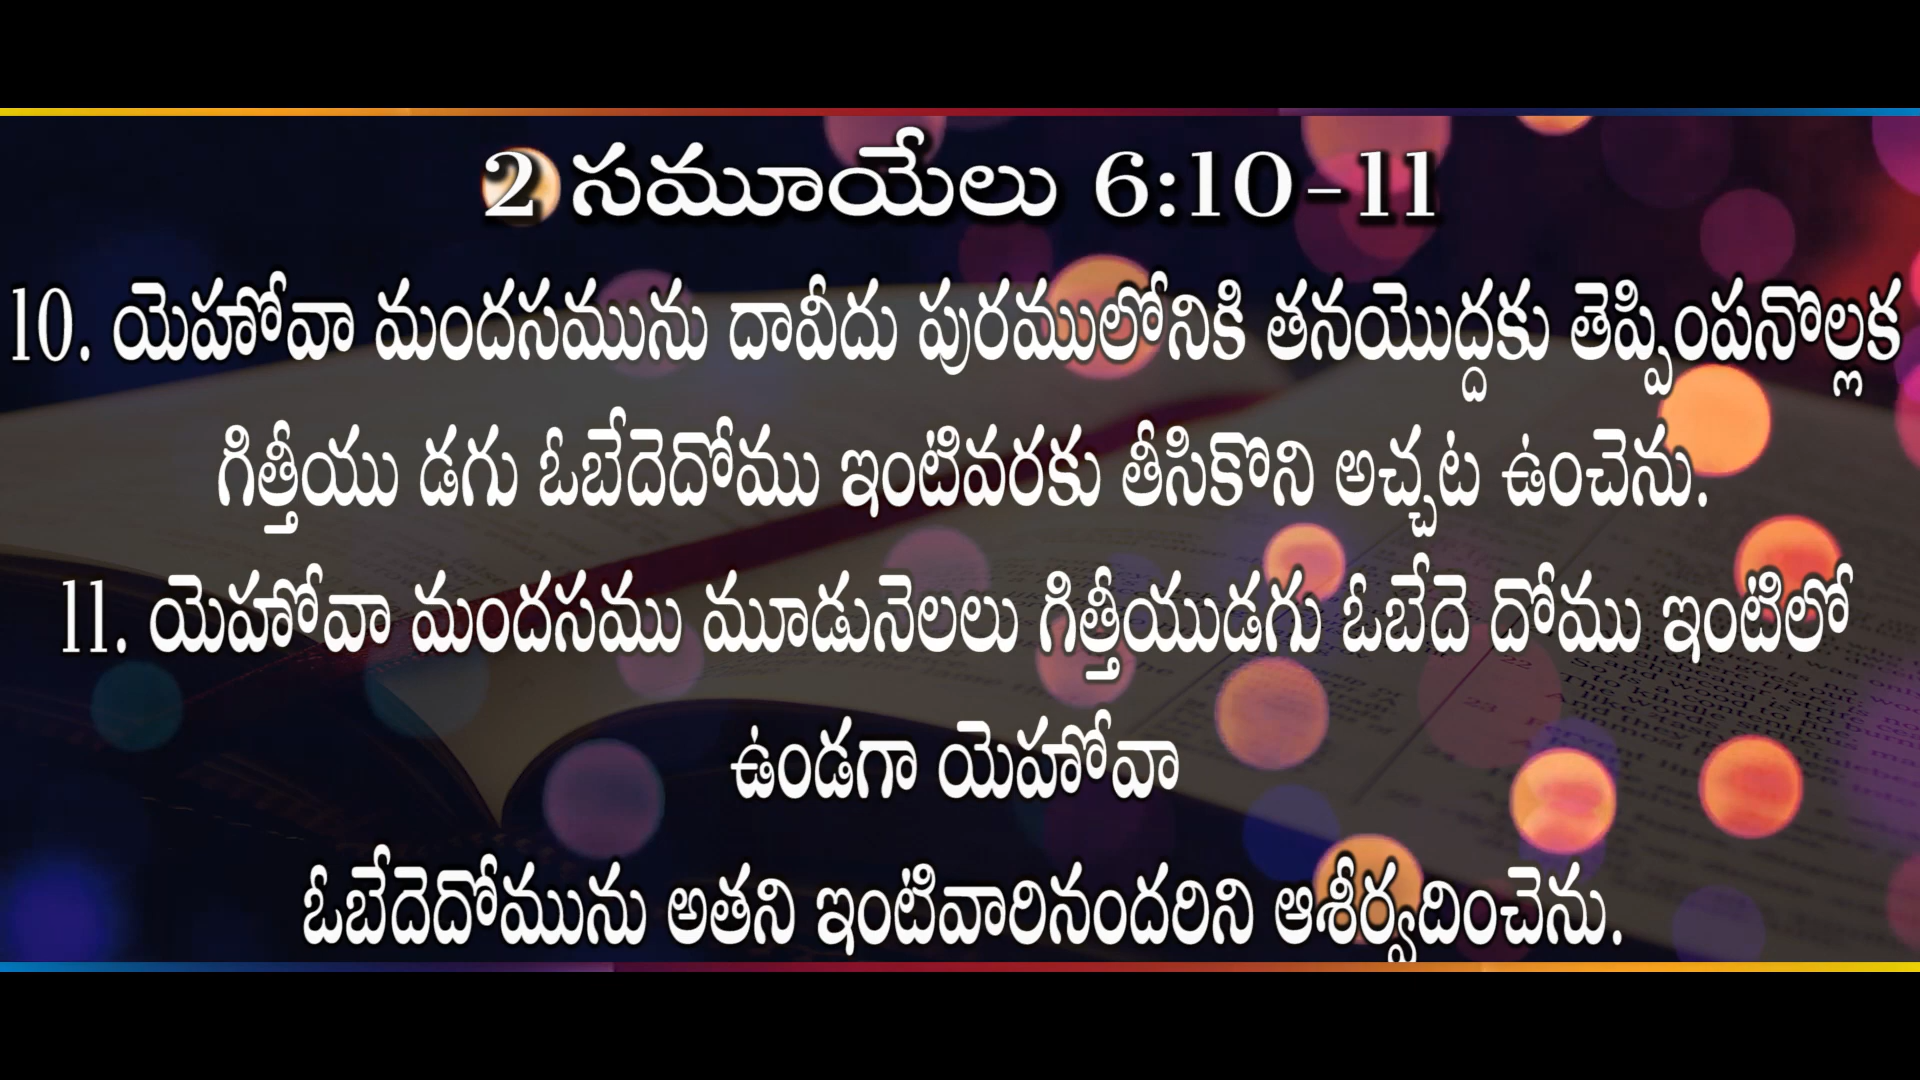 2 సమూయేలు 6:10-11
10. యెహోవా మందసమును దావీదు పురములోనికి తనయొద్దకు తెప్పింపనొల్లక
గిత్తీయు డగు ఓబేదెదోము ఇంటివరకు తీసికొని అచ్చట ఉంచెను.
11. యెహోవా మందసము మూడునెలలు గిత్తీయుడగు ఓబేదె దోము ఇంటిలో
ఉండగా యెహోవా
ఓబేదెదోమును అతని ఇంటివారినందరిని ఆశీర్వదించెను.